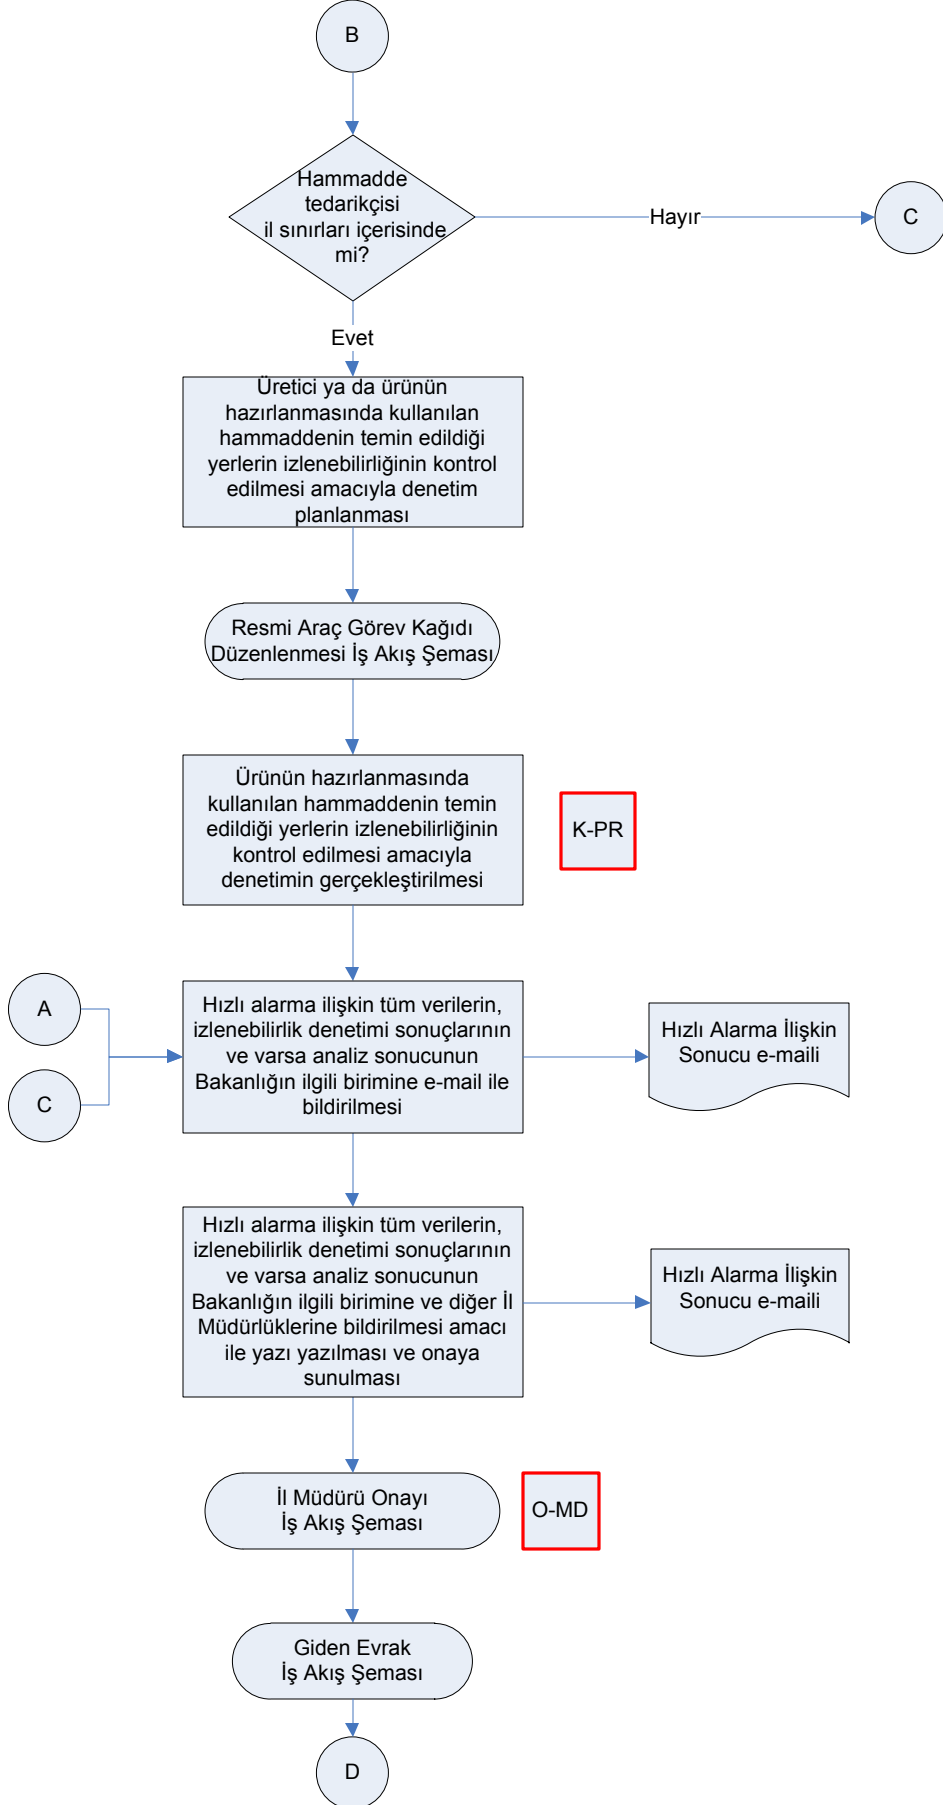 B
Hammadde
tedarikçisi
il sınırları içerisinde
mi?
Hayır
C
Evet
Üretici ya da ürünün
hazırlanmasında kullanılan
hammaddenin temin edildiği
yerlerin izlenebilirliğinin kontrol
edilmesi amacıyla denetim
planlanması
Resmi Araç Görev Kağıdı
Düzenlenmesi İş Akış Şeması
Ürünün hazırlanmasında
kullanılan hammaddenin temin
edildiği yerlerin izlenebilirliğinin
kontrol edilmesi amacıyla
denetimin gerçekleştirilmesi
K-PR
A
C
Hızlı alarma ilişkin tüm verilerin,
izlenebilirlik denetimi sonuçlarının
ve varsa analiz sonucunun
Bakanlığın ilgili birimine e-mail ile
bildirilmesi
Hızlı Alarma İlişkin
Sonucu e-maili
Hızlı alarma ilişkin tüm verilerin,
izlenebilirlik denetimi sonuçlarının
ve varsa analiz sonucunun
Bakanlığın ilgili birimine ve diğer İl
Müdürlüklerine bildirilmesi amacı
ile yazı yazılması ve onaya
sunulması
Hızlı Alarma İlişkin
Sonucu e-maili
İl Müdürü Onayı
İş Akış Şeması
O-MD
Giden Evrak
İş Akış Şeması
D